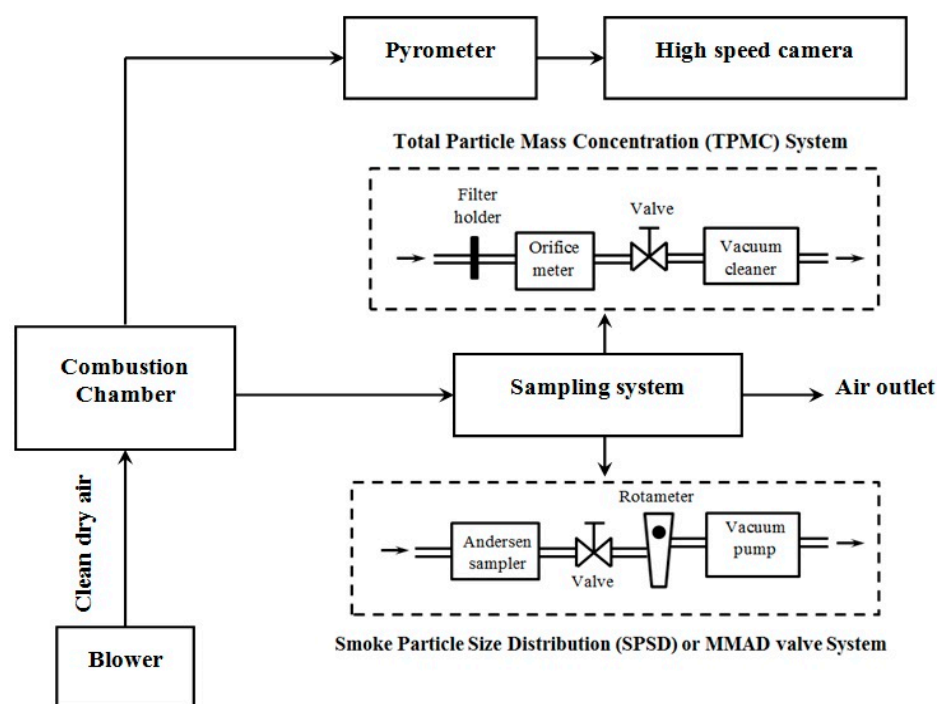 Pyrometer
High speed camera
Total Particle Mass Concentration (TPMC) System
Filter
holder
Valve
Orifice
meter
Vacuum
cleaner
Combustion
Chamber
Sampling system
Air outlet
Clean dry air
Rotameter
Andersen
sampler
Valve
Vacuum
pump
Smoke Particle Size Distribution (SPSD) or MMAD valve System
Blower